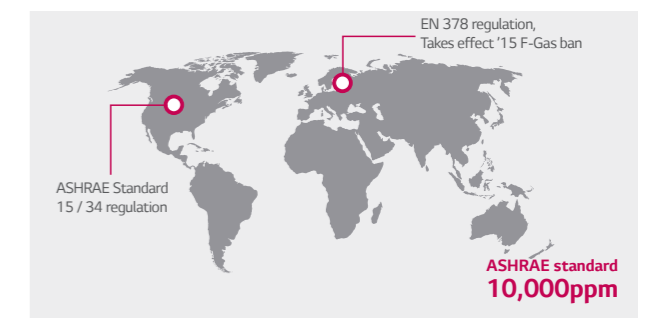 EN 378 regulation,
Takes effect '15 F-Gas ban
ASHRAE Standard
15 / 34 regulation
ASHRAE standard
10,000ppm